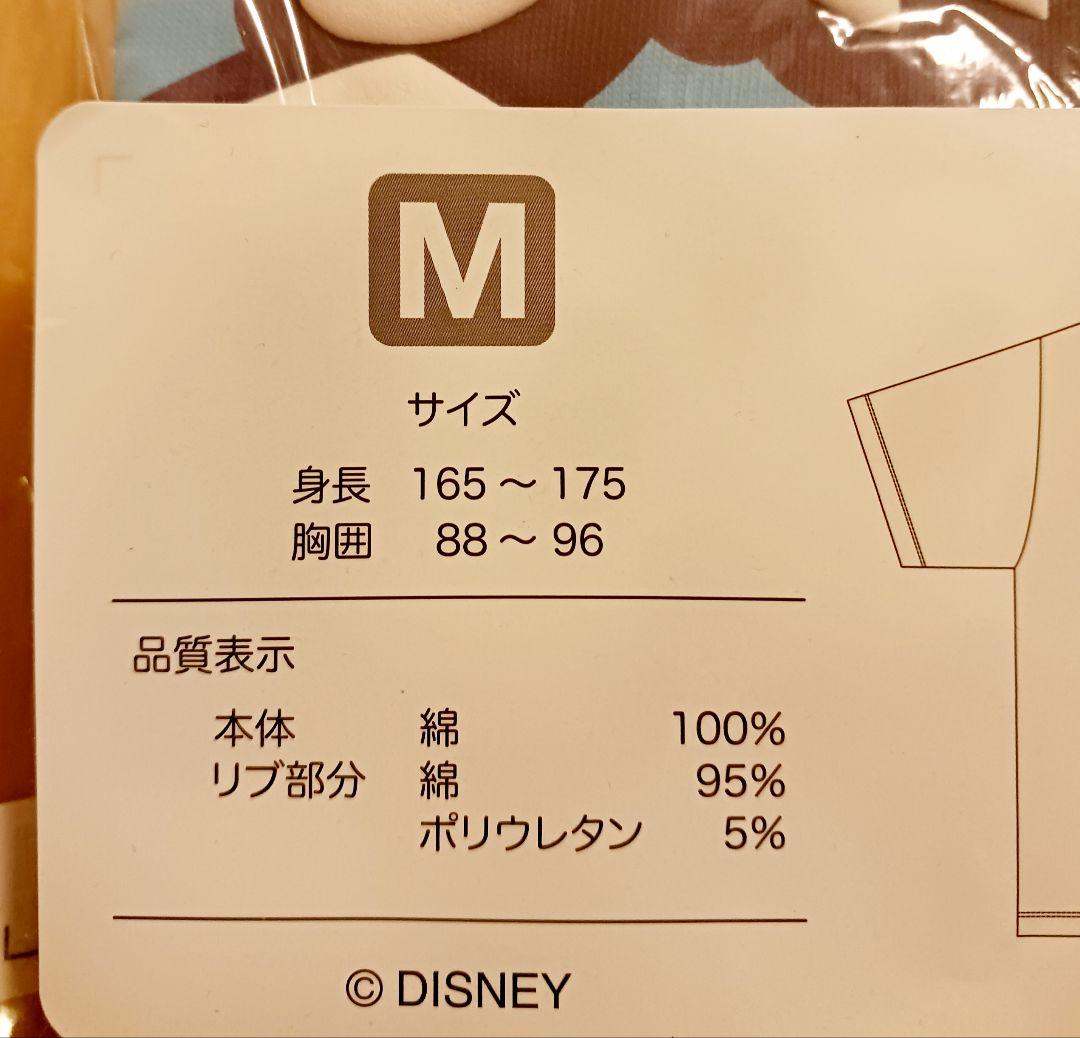 M
サイズ
身長 165～175
胸囲 88～96
品質表示
本体 綿 100%
リブ部分 綿 95%
ポリウレタン 5%
© DISNEY